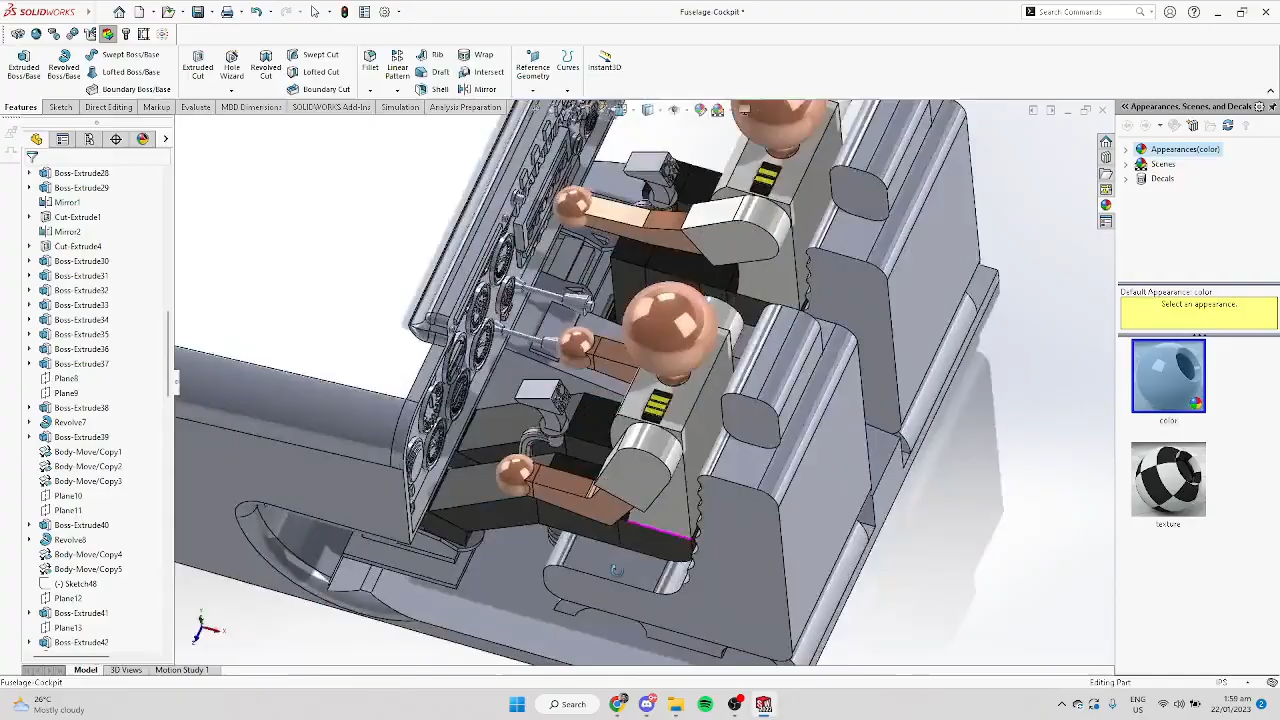 SOLIDWORKS
Fuselage-Cockpit *
Search Commands
Extruded Boss/Base
Revolved Boss/Base
Swept Boss/Base
Lofted Boss/Base
Boundary Boss/Base
Extruded Cut
Hole Wizard
Revolved Cut
Swept Cut
Lofted Cut
Boundary Cut
Fillet
Linear Pattern
Rib
Draft
Shell
Wrap
Intersect
Mirror
Reference Geometry
Curves
Instant3D
Features
Sketch
Direct Editing
Markup
Evaluate
MBD Dimensions
SOLIDWORKS Add-Ins
Simulation
Analysis Preparation
Boss-Extrude28
Boss-Extrude29
Mirror1
Cut-Extrude1
Mirror2
Cut-Extrude4
Boss-Extrude30
Boss-Extrude31
Boss-Extrude32
Boss-Extrude33
Boss-Extrude34
Boss-Extrude35
Boss-Extrude36
Boss-Extrude37
Plane8
Plane9
Boss-Extrude38
Revolve7
Boss-Extrude39
Body-Move/Copy1
Body-Move/Copy2
Body-Move/Copy3
Plane10
Plane11
Boss-Extrude40
Revolve8
Body-Move/Copy4
Body-Move/Copy5
(-) Sketch48
Plane12
Boss-Extrude41
Plane13
Boss-Extrude42
Appearances, Scenes, and Decals
Appearances(color)
Scenes
Decals
Default Appearance: color
Select an appearance.
color
texture
Model
3D Views
Motion Study 1
Fuselage-Cockpit
Editing Part
IPS
26°C
Mostly cloudy
Search
ENG
US
1:59 am
22/01/2023